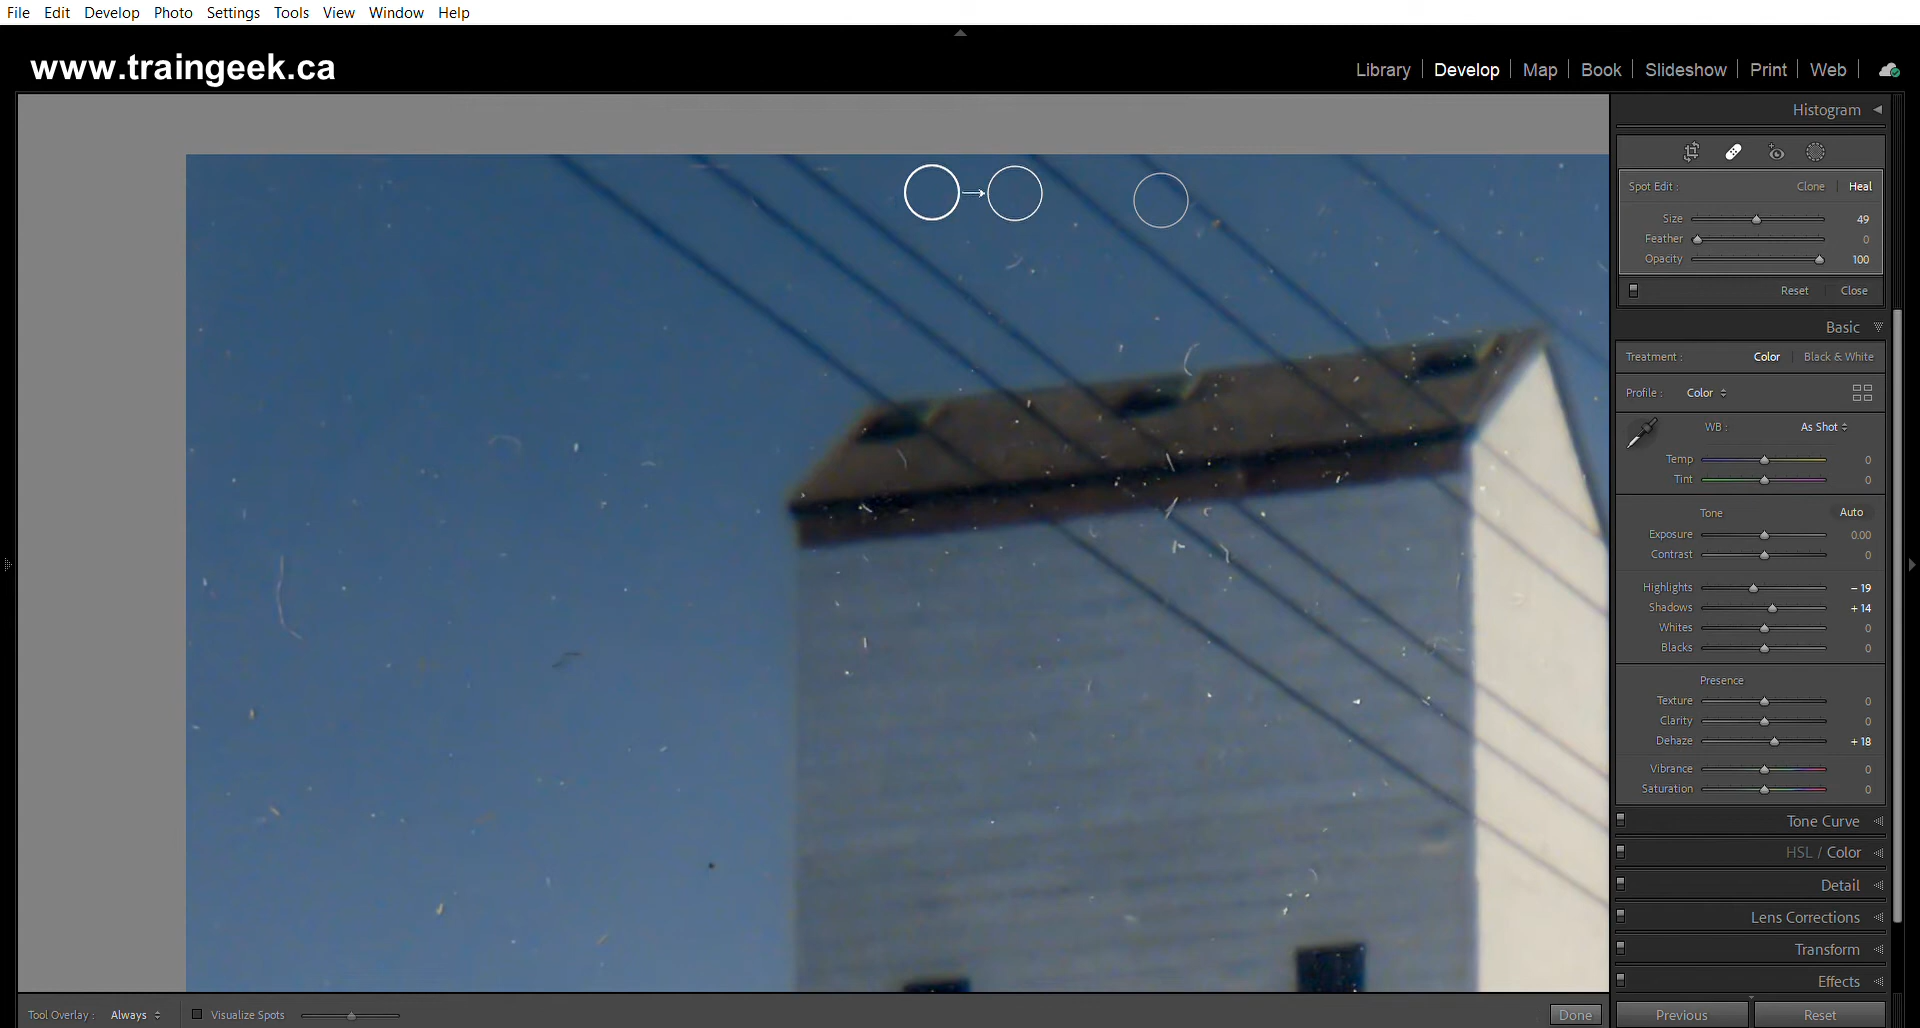 File Edit Develop Photo Settings Tools View Window Help
www.traingeek.ca
Library | Develop | Map | Book | Slideshow | Print | Web |
Histogram
Spot Edit : Clone | Heal
Size 49
Feather 0
Opacity 100
Reset Close
Basic
Treatment : Color | Black & White
Profile : Color
WB : As Shot
Temp 0
Tint 0
Tone Auto
Exposure 0.00
Contrast 0
Highlights – 19
Shadows + 14
Whites 0
Blacks 0
Presence
Texture 0
Clarity 0
Dehaze + 18
Vibrance 0
Saturation 0
Tone Curve
HSL / Color
Detail
Lens Corrections
Transform
Effects
Tool Overlay : Always Visualize Spots Done Previous Reset